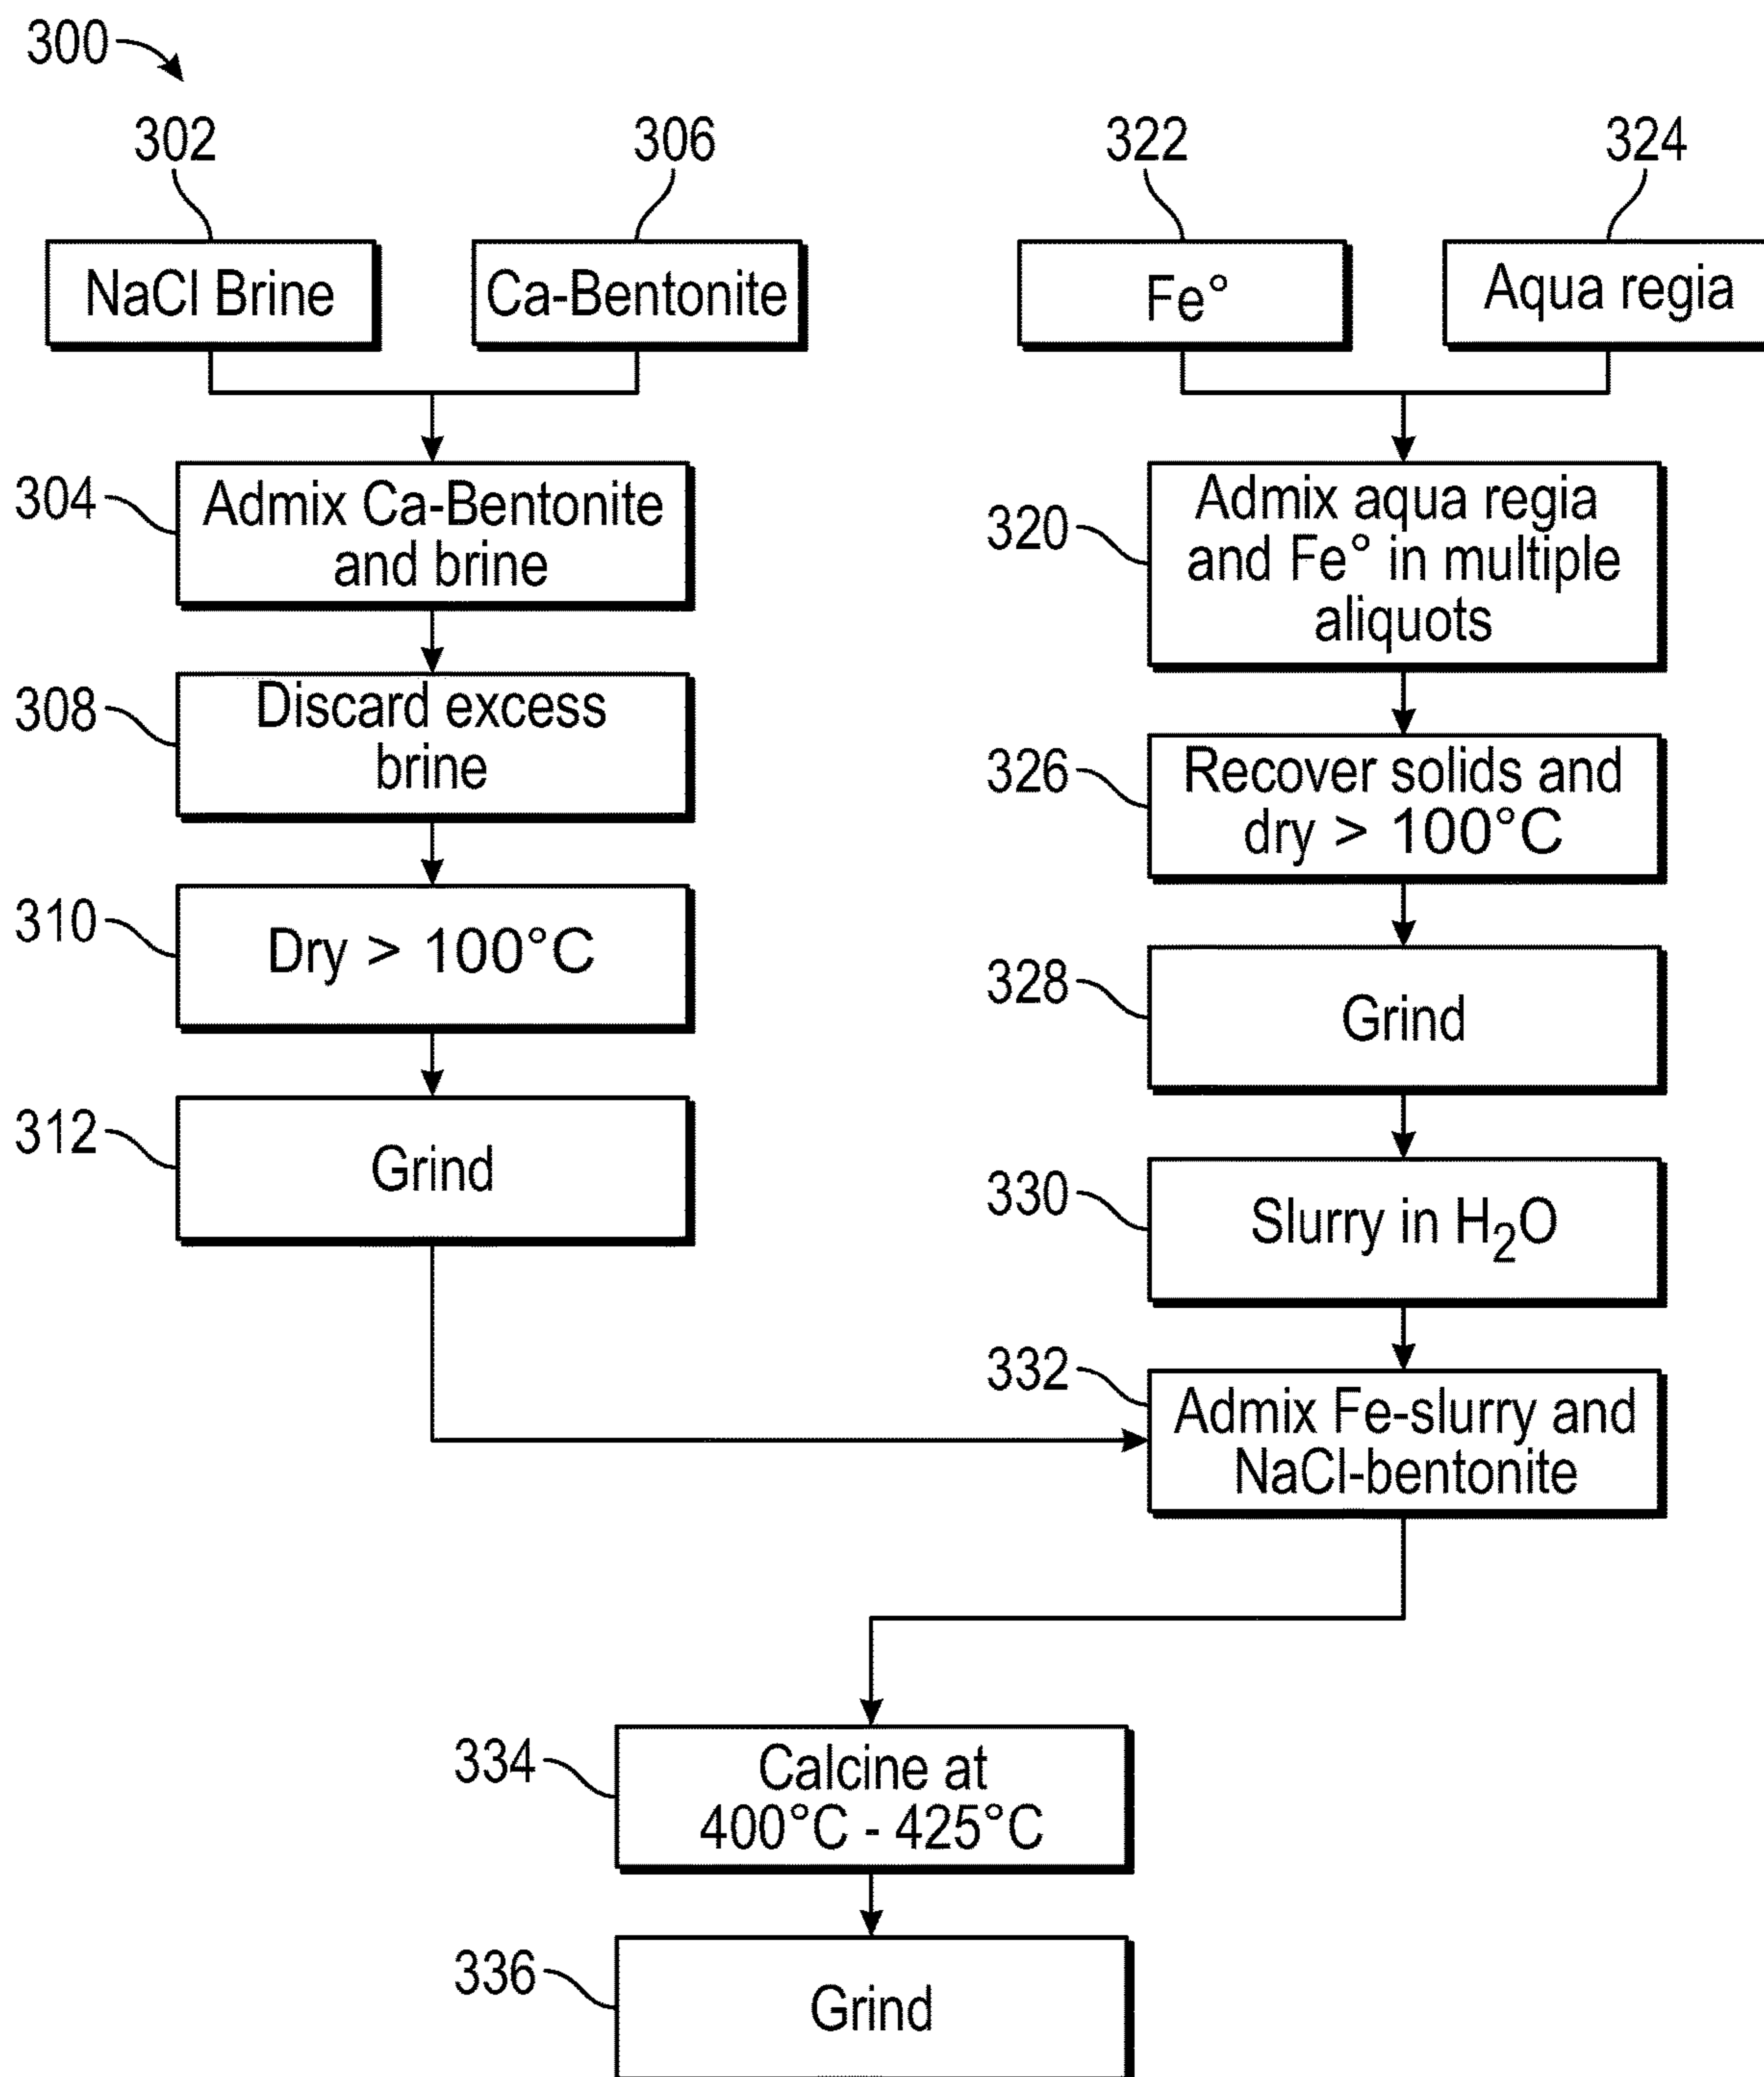 300
302
306
322
324
NaCl Brine
Ca-Bentonite
Fe°
Aqua regia
304
Admix Ca-Bentonite
and brine
320
Admix aqua regia
and Fe° in multiple
aliquots
308
Discard excess
brine
326
Recover solids and
dry > 100°C
310
Dry > 100°C
328
Grind
312
Grind
330
Slurry in H₂O
332
Admix Fe-slurry and
NaCl-bentonite
334
Calcine at
400°C - 425°C
336
Grind